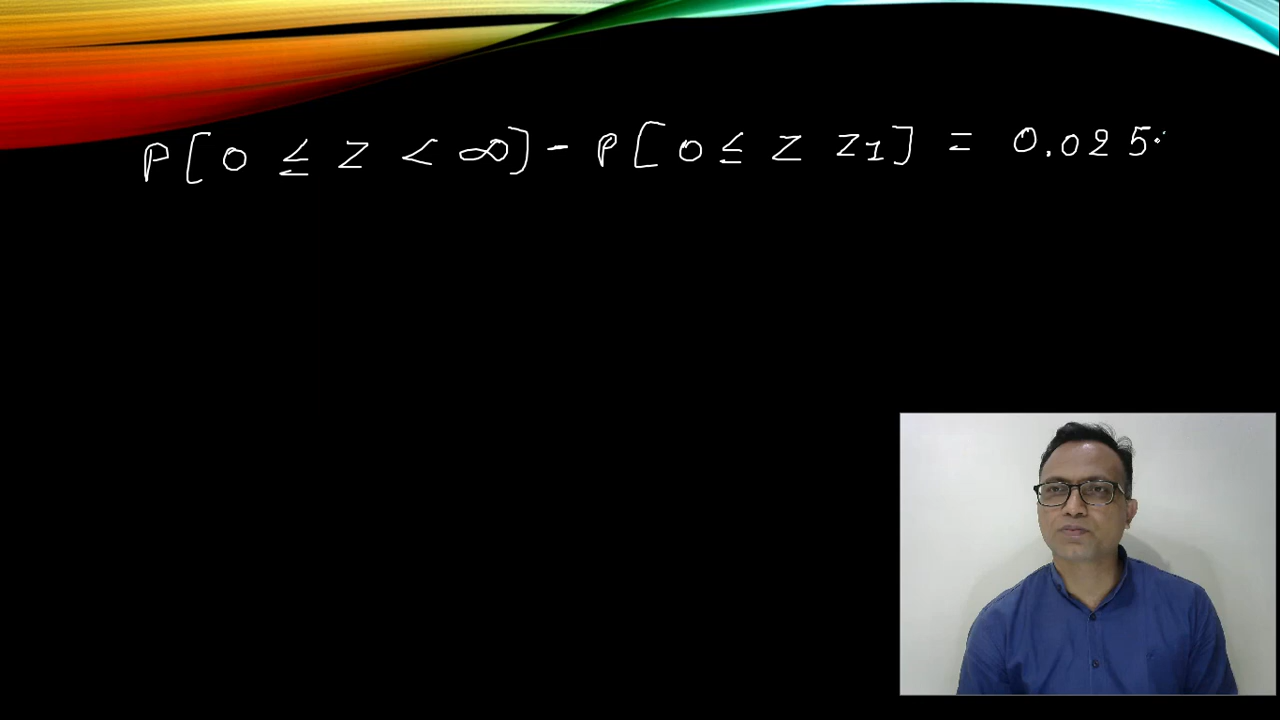 P[0 ≤ Z < ∞] - P[0 ≤ Z Z1] = 0.025